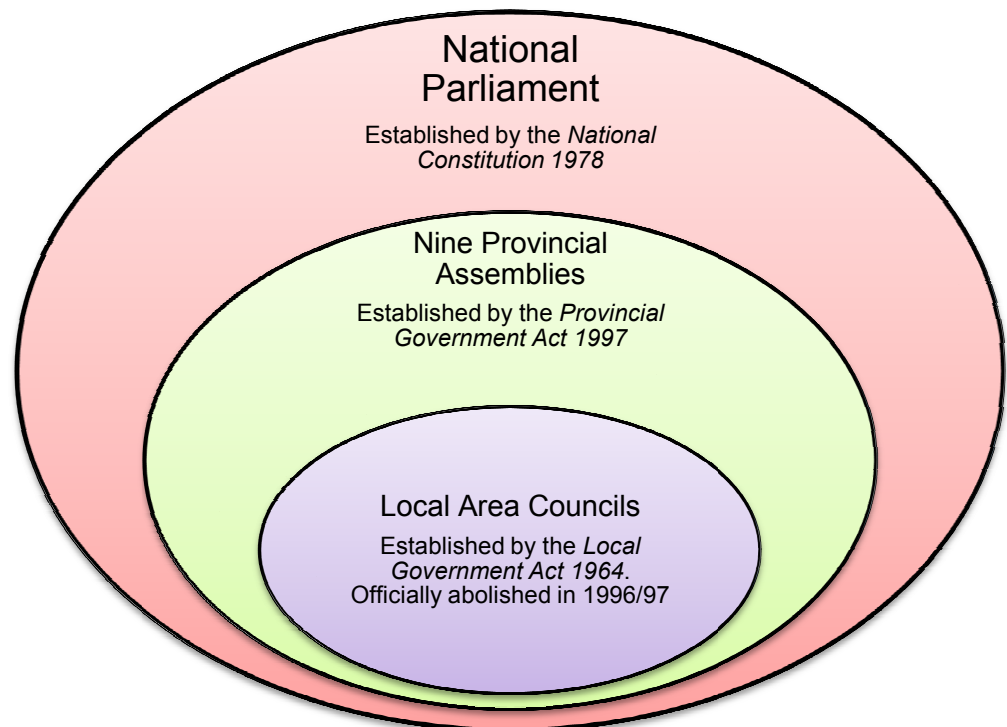 National
Parliament
Established by the National
Constitution 1978
Nine Provincial
Assemblies
Established by the Provincial
Government Act 1997
Local Area Councils
Established by the Local
Government Act 1964.
Officially abolished in 1996/97